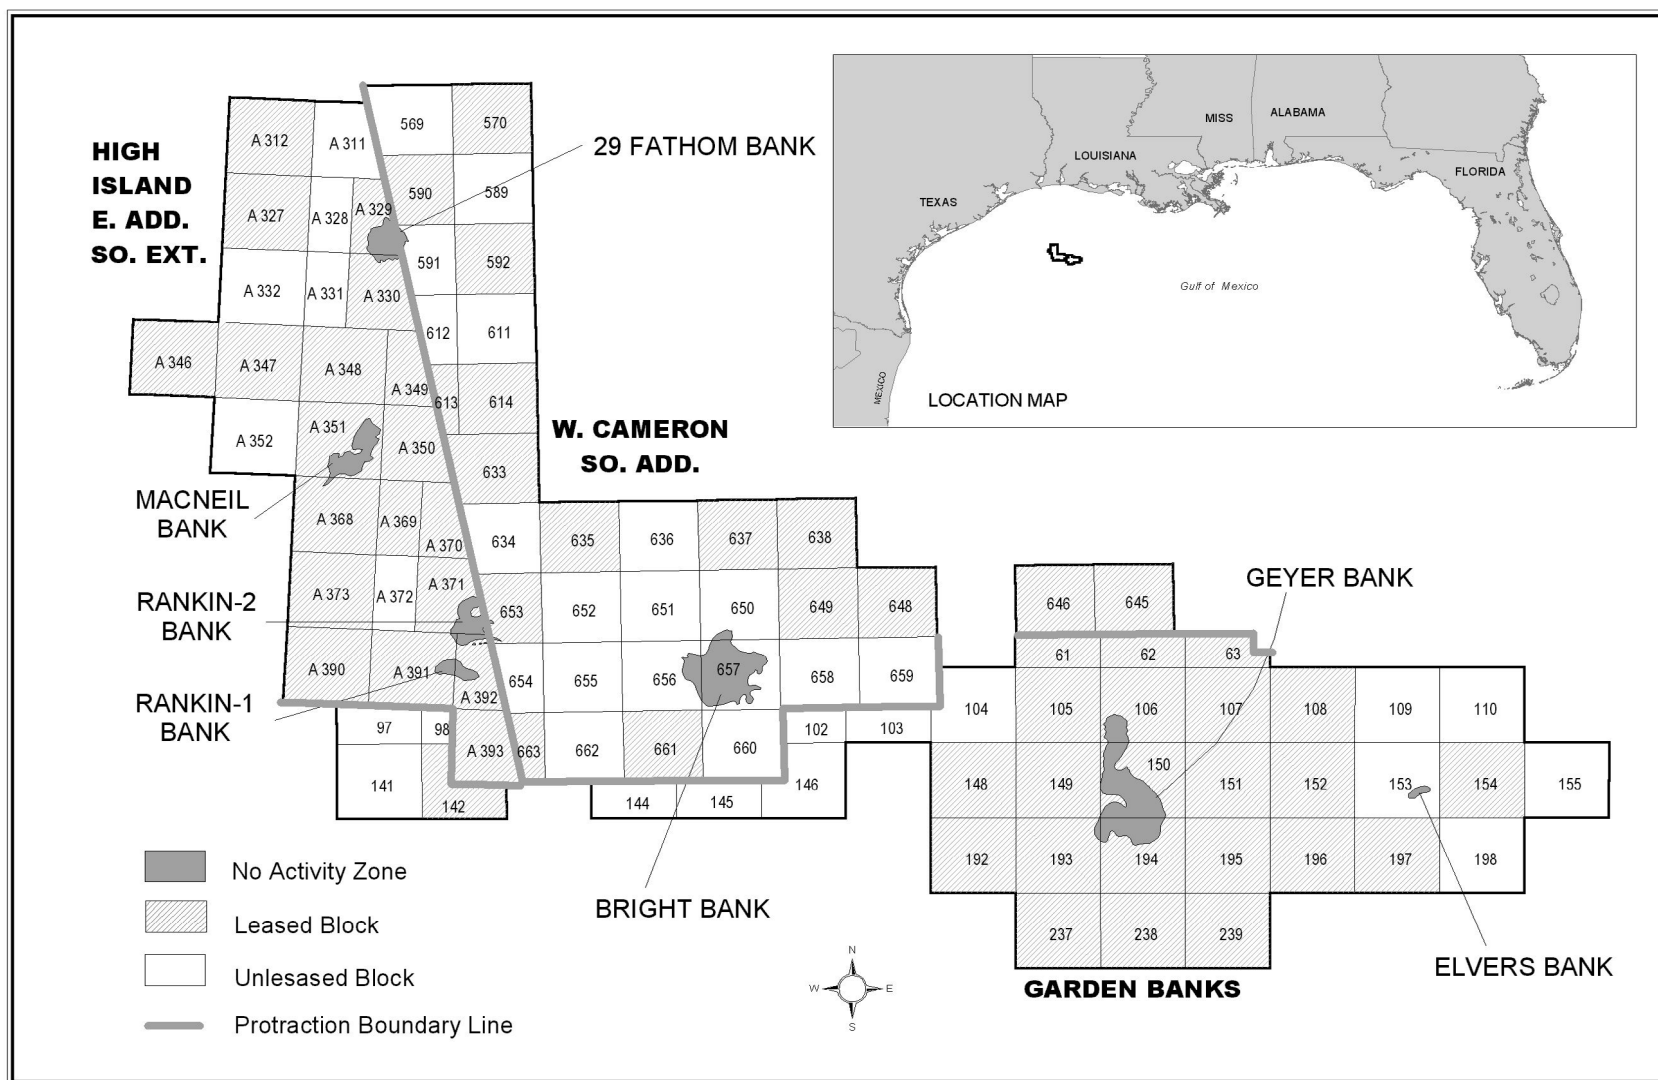 HIGH
ISLAND
E. ADD.
SO. EXT.
A 312
A 311
569
570
29 FATHOM BANK
A 327
A 328
A 329
590
589
A 332
A 331
A 330
591
592
612
611
A 346
A 347
A 348
A 349
613
614
A 352
A 351
A 350
633
W. CAMERON
SO. ADD.
MACNEIL
BANK
A 368
A 369
A 370
634
635
636
637
638
RANKIN-2
BANK
A 373
A 372
A 371
653
652
651
650
649
648
RANKIN-1
BANK
A 390
A 391
A 392
654
655
656
657
658
659
97
98
A 393
663
662
661
660
102
103
141
142
144
145
146
BRIGHT BANK
GEYER BANK
646
645
61
62
63
104
105
106
107
108
109
110
148
149
150
151
152
153
154
155
192
193
194
195
196
197
198
237
238
239
GARDEN BANKS
ELVERS BANK
MISS
ALABAMA
LOUISIANA
FLORIDA
TEXAS
Gulf of Mexico
MEXICO
LOCATION MAP
No Activity Zone
Leased Block
Unlesased Block
Protraction Boundary Line
N
W
E
S